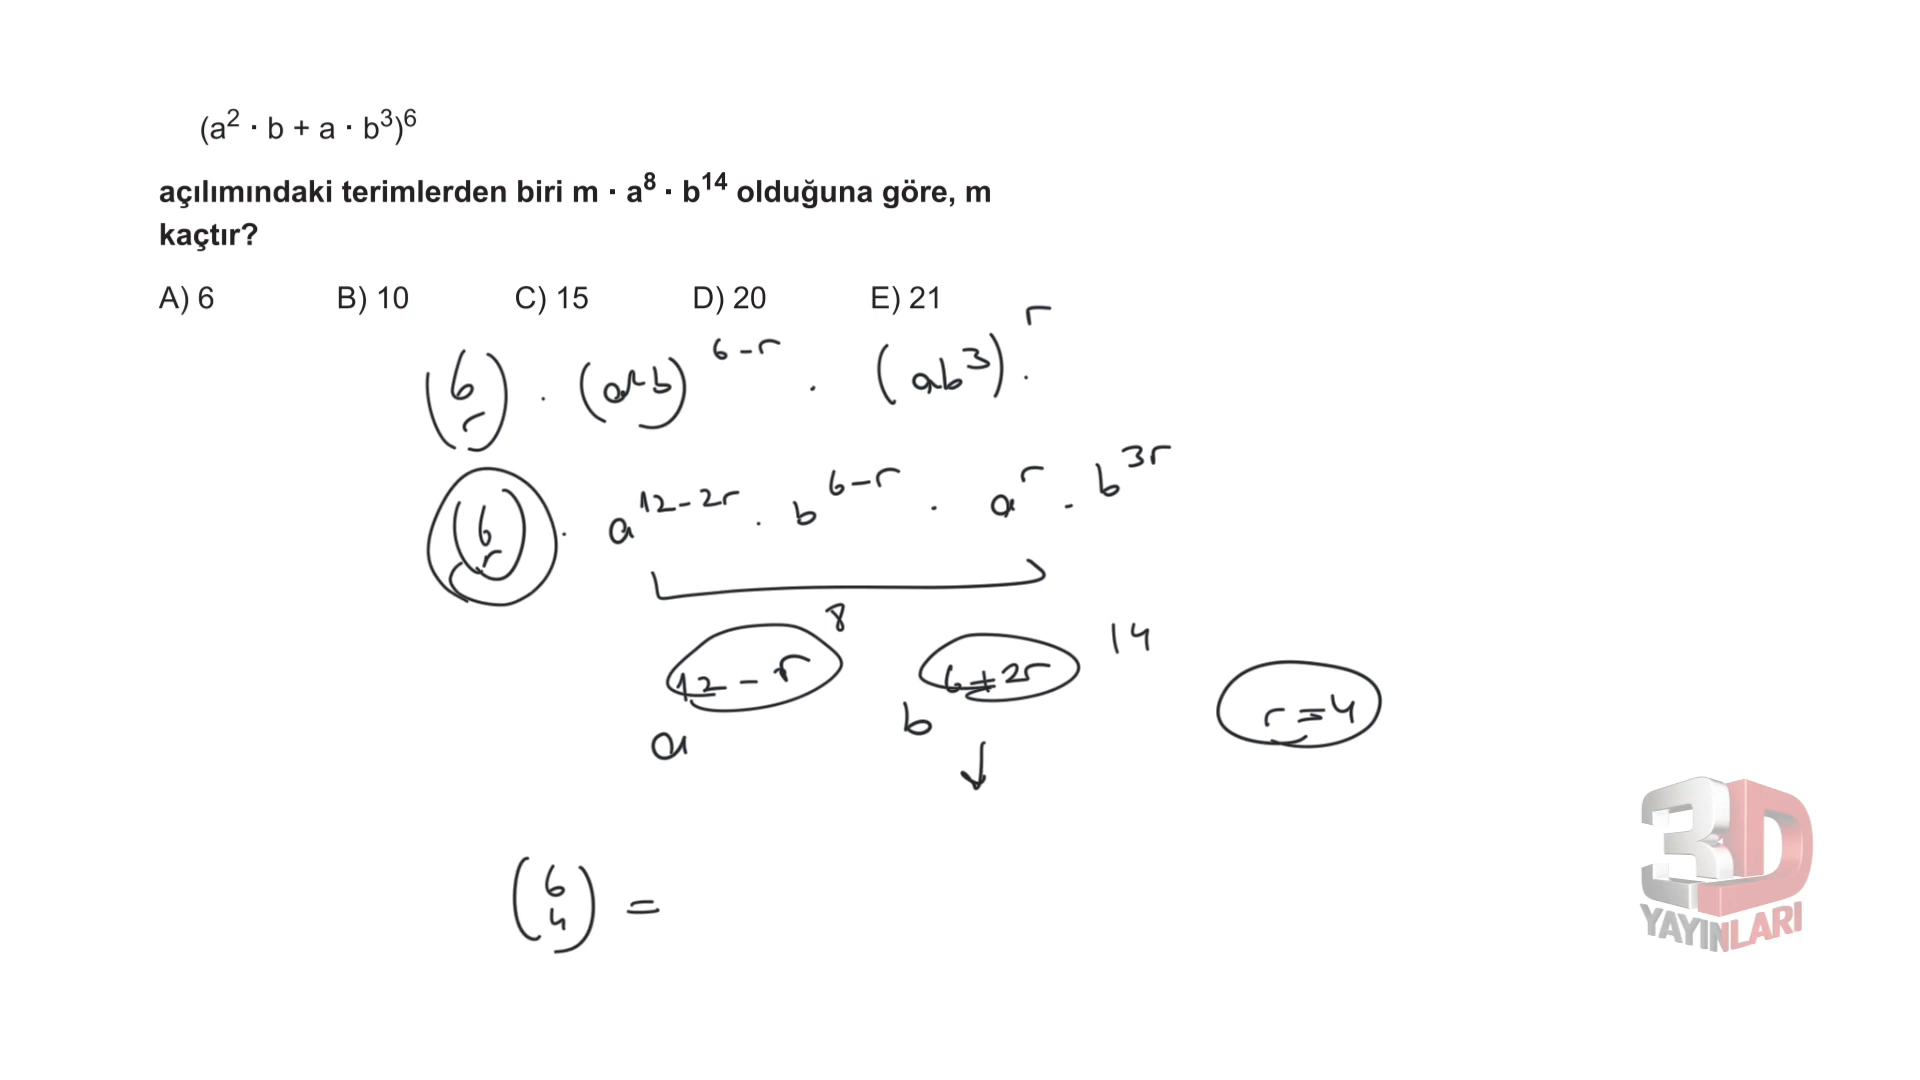 (a² · b + a · b³)⁶
açılımındaki terimlerden biri m · a⁸ · b¹⁴ olduğuna göre, m
kaçtır?
A) 6 B) 10 C) 15 D) 20 E) 21
(6 r) · (a²b)^6-r · (ab³)^r ·
(6 r) · a^12-2r · b^6-r · a^r · b^3r
a^12-r 8 b^6+2r 14 r=4
(6 4) =
3D
YAYINLARI